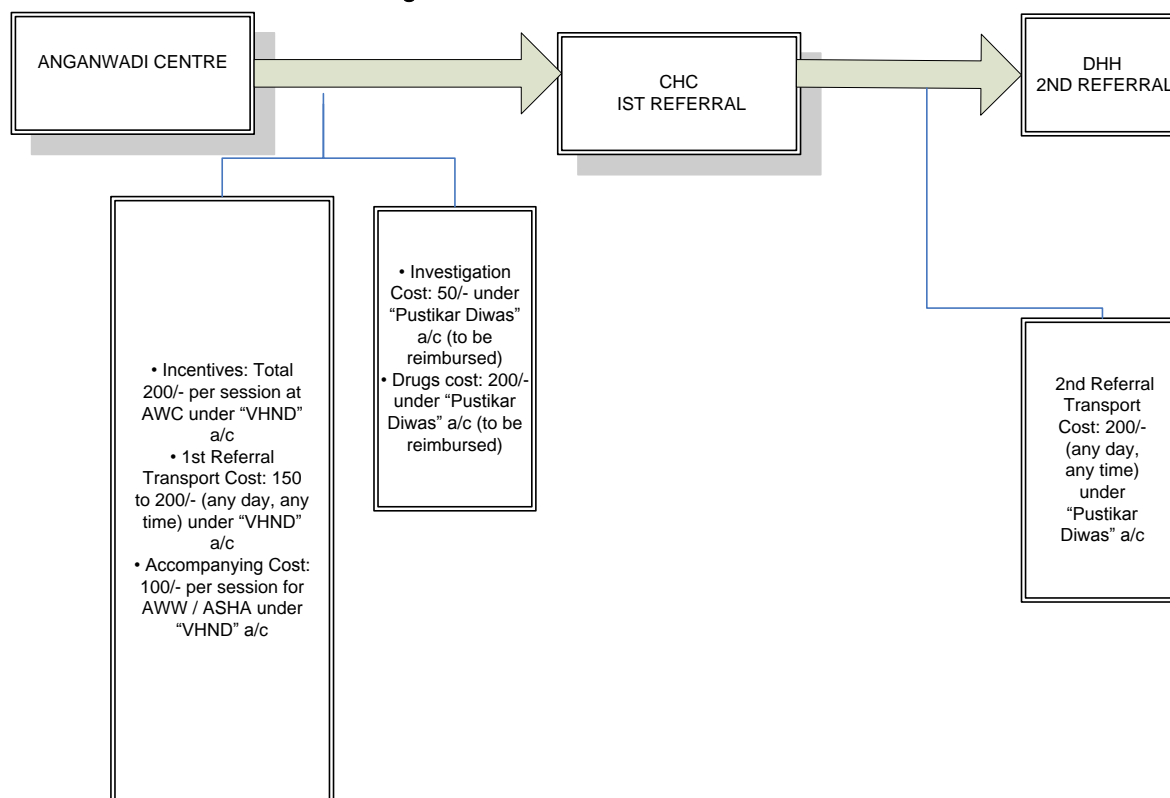 ANGANWADI CENTRE
CHC
IST REFERRAL
DHH
2ND REFERRAL
• Incentives: Total
200/- per session at
AWC under “VHND”
a/c
• 1st Referral
Transport Cost: 150
to 200/- (any day, any
time) under “VHND”
a/c
• Accompanying Cost:
100/- per session for
AWW / ASHA under
“VHND” a/c
• Investigation
Cost: 50/- under
“Pustikar Diwas”
a/c (to be
reimbursed)
• Drugs cost: 200/-
under “Pustikar
Diwas” a/c (to be
reimbursed)
2nd Referral
Transport
Cost: 200/-
(any day,
any time)
under
“Pustikar
Diwas” a/c